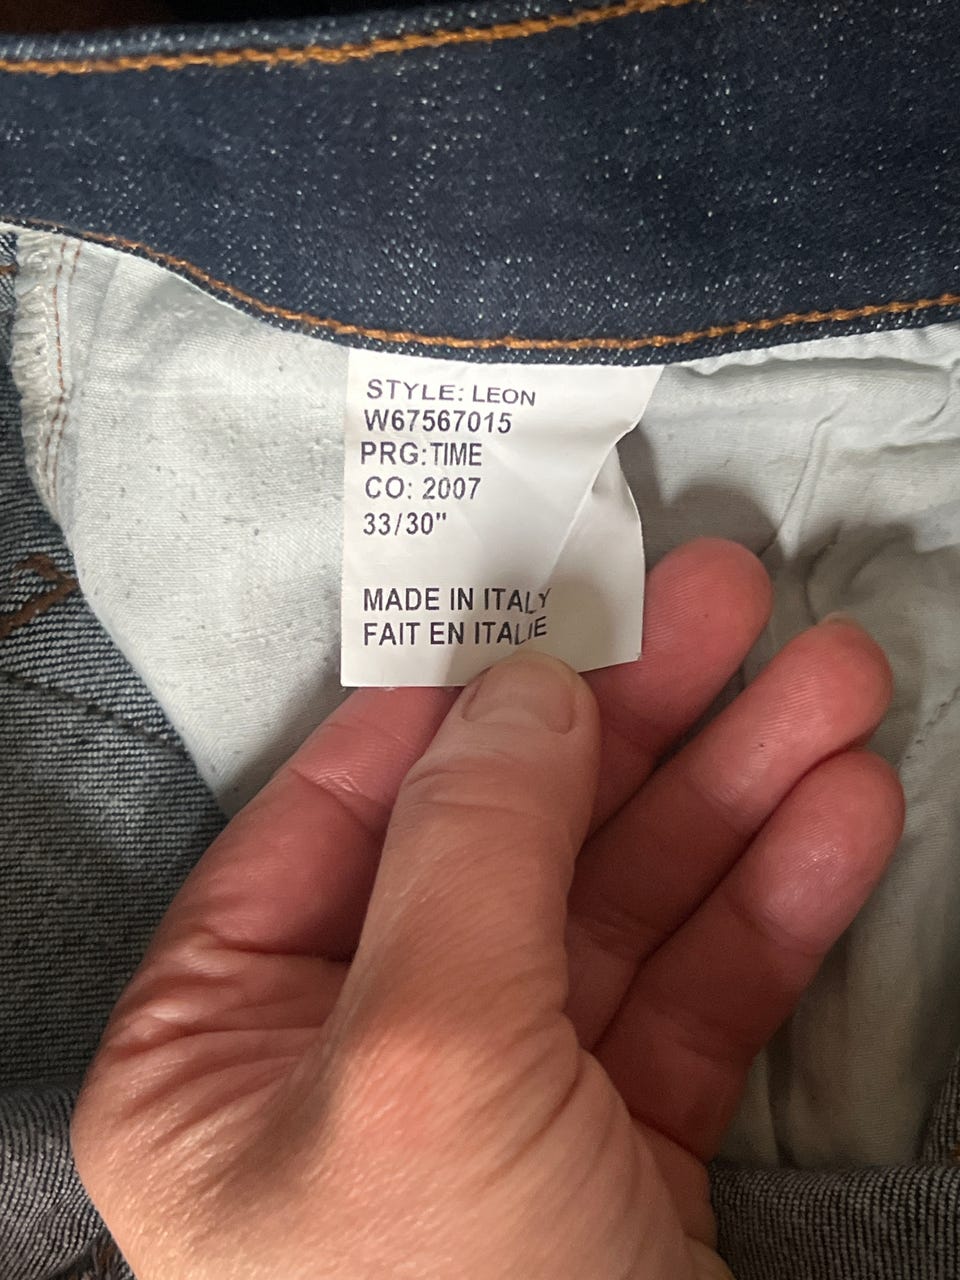 STYLE: LEON
W67567015
PRG:TIME
CO: 2007
33/30"
MADE IN ITALY
FAIT EN ITALIE